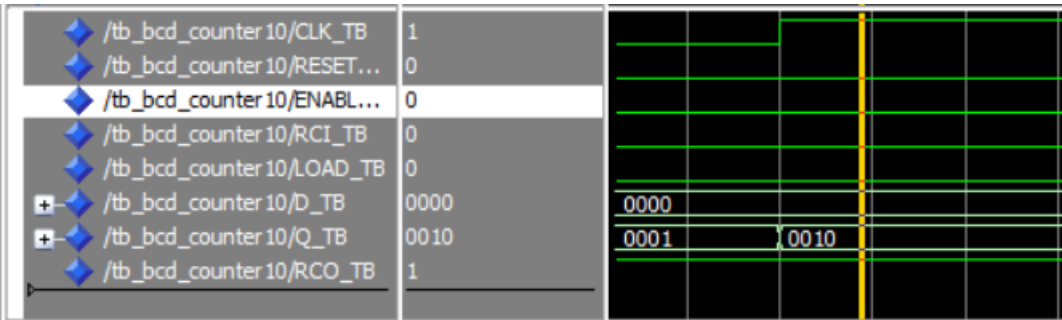 /tb_bcd_counter10/CLK_TB 1
/tb_bcd_counter10/RESET... 0
/tb_bcd_counter10/ENABL... 0
/tb_bcd_counter10/RCI_TB 0
/tb_bcd_counter10/LOAD_TB 0
/tb_bcd_counter10/D_TB 0000 0000
/tb_bcd_counter10/Q_TB 0010 0001 0010
/tb_bcd_counter10/RCO_TB 1